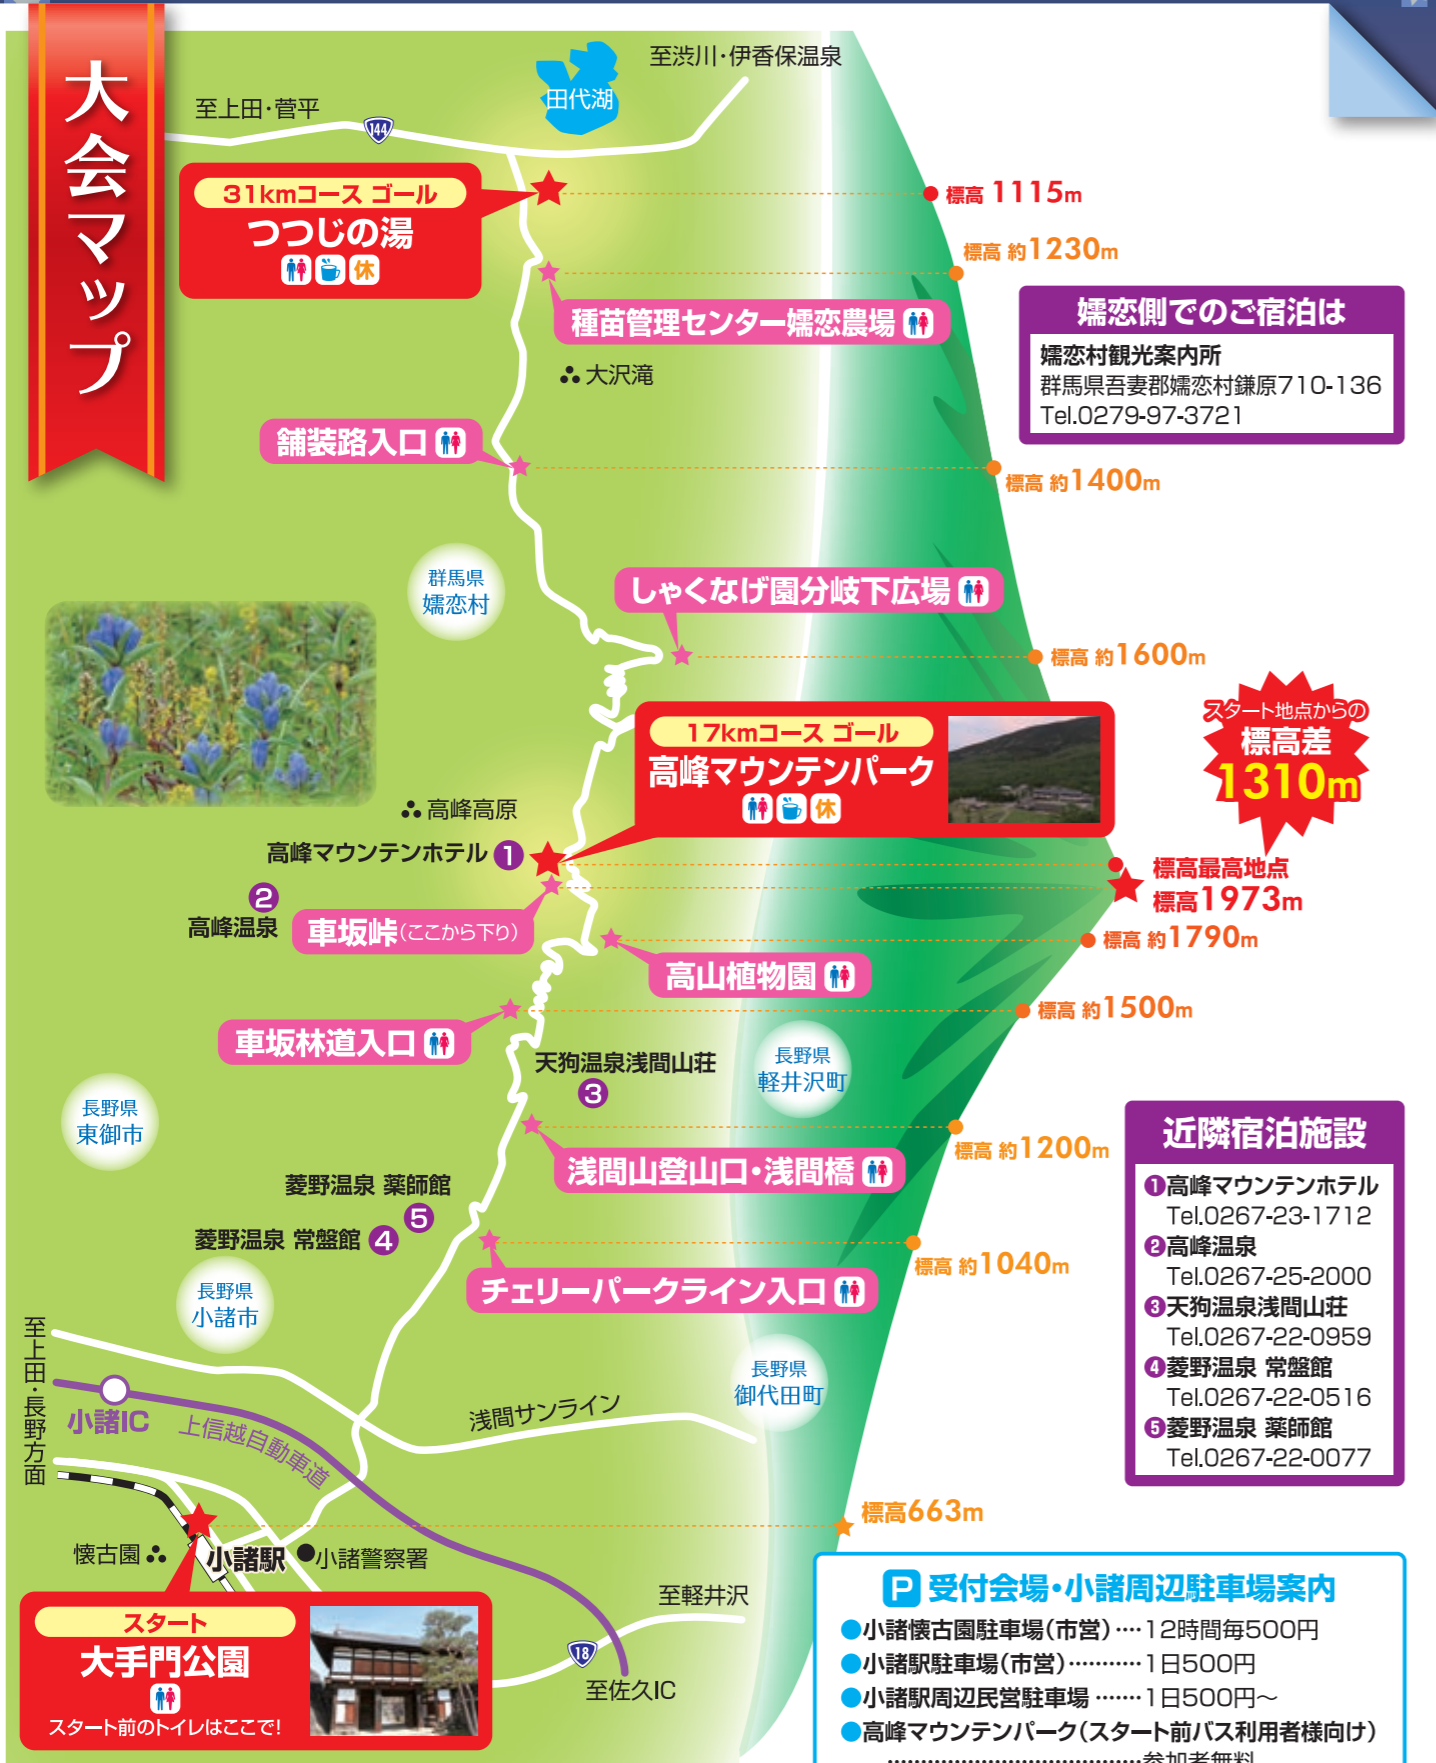 大会マップ
至渋川・伊香保温泉
田代湖
至上田・菅平
144
31kmコース ゴール
つつじの湯
休
標高 1115m
標高 約1230m
種苗管理センター嬬恋農場
嬬恋側でのご宿泊は
嬬恋村観光案内所
群馬県吾妻郡嬬恋村鎌原710-136
Tel.0279-97-3721
大沢滝
舗装路入口
標高 約1400m
群馬県
嬬恋村
しゃくなげ園分岐下広場
標高 約1600m
17kmコース ゴール
高峰マウンテンパーク
休
スタート地点からの
標高差
1310m
高峰高原
高峰マウンテンホテル ❶
❷
高峰温泉
車坂峠(ここから下り)
標高最高地点
標高1973m
標高 約1790m
高山植物園
標高 約1500m
車坂林道入口
天狗温泉浅間山荘
❸
長野県
軽井沢町
長野県
東御市
標高 約1200m
浅間山登山口・浅間橋
菱野温泉 薬師館
❺
菱野温泉 常盤館 ❹
標高 約1040m
チェリーパークライン入口
長野県
小諸市
長野県
御代田町
近隣宿泊施設
❶高峰マウンテンホテル
Tel.0267-23-1712
❷高峰温泉
Tel.0267-25-2000
❸天狗温泉浅間山荘
Tel.0267-22-0959
❹菱野温泉 常盤館
Tel.0267-22-0516
❺菱野温泉 薬師館
Tel.0267-22-0077
至上田・長野方面
小諸IC
上信越自動車道
浅間サンライン
標高663m
懐古園
小諸駅
小諸警察署
スタート
大手門公園
スタート前のトイレはここで!
至軽井沢
18
至佐久IC
P 受付会場・小諸周辺駐車場案内
●小諸懐古園駐車場(市営)‥‥12時間毎500円
●小諸駅駐車場(市営)‥‥‥‥‥1日500円
●小諸駅周辺民営駐車場 ‥‥‥1日500円〜
●高峰マウンテンパーク(スタート前バス利用者様向け)
‥‥‥‥‥‥‥‥‥‥‥‥‥‥参加者無料